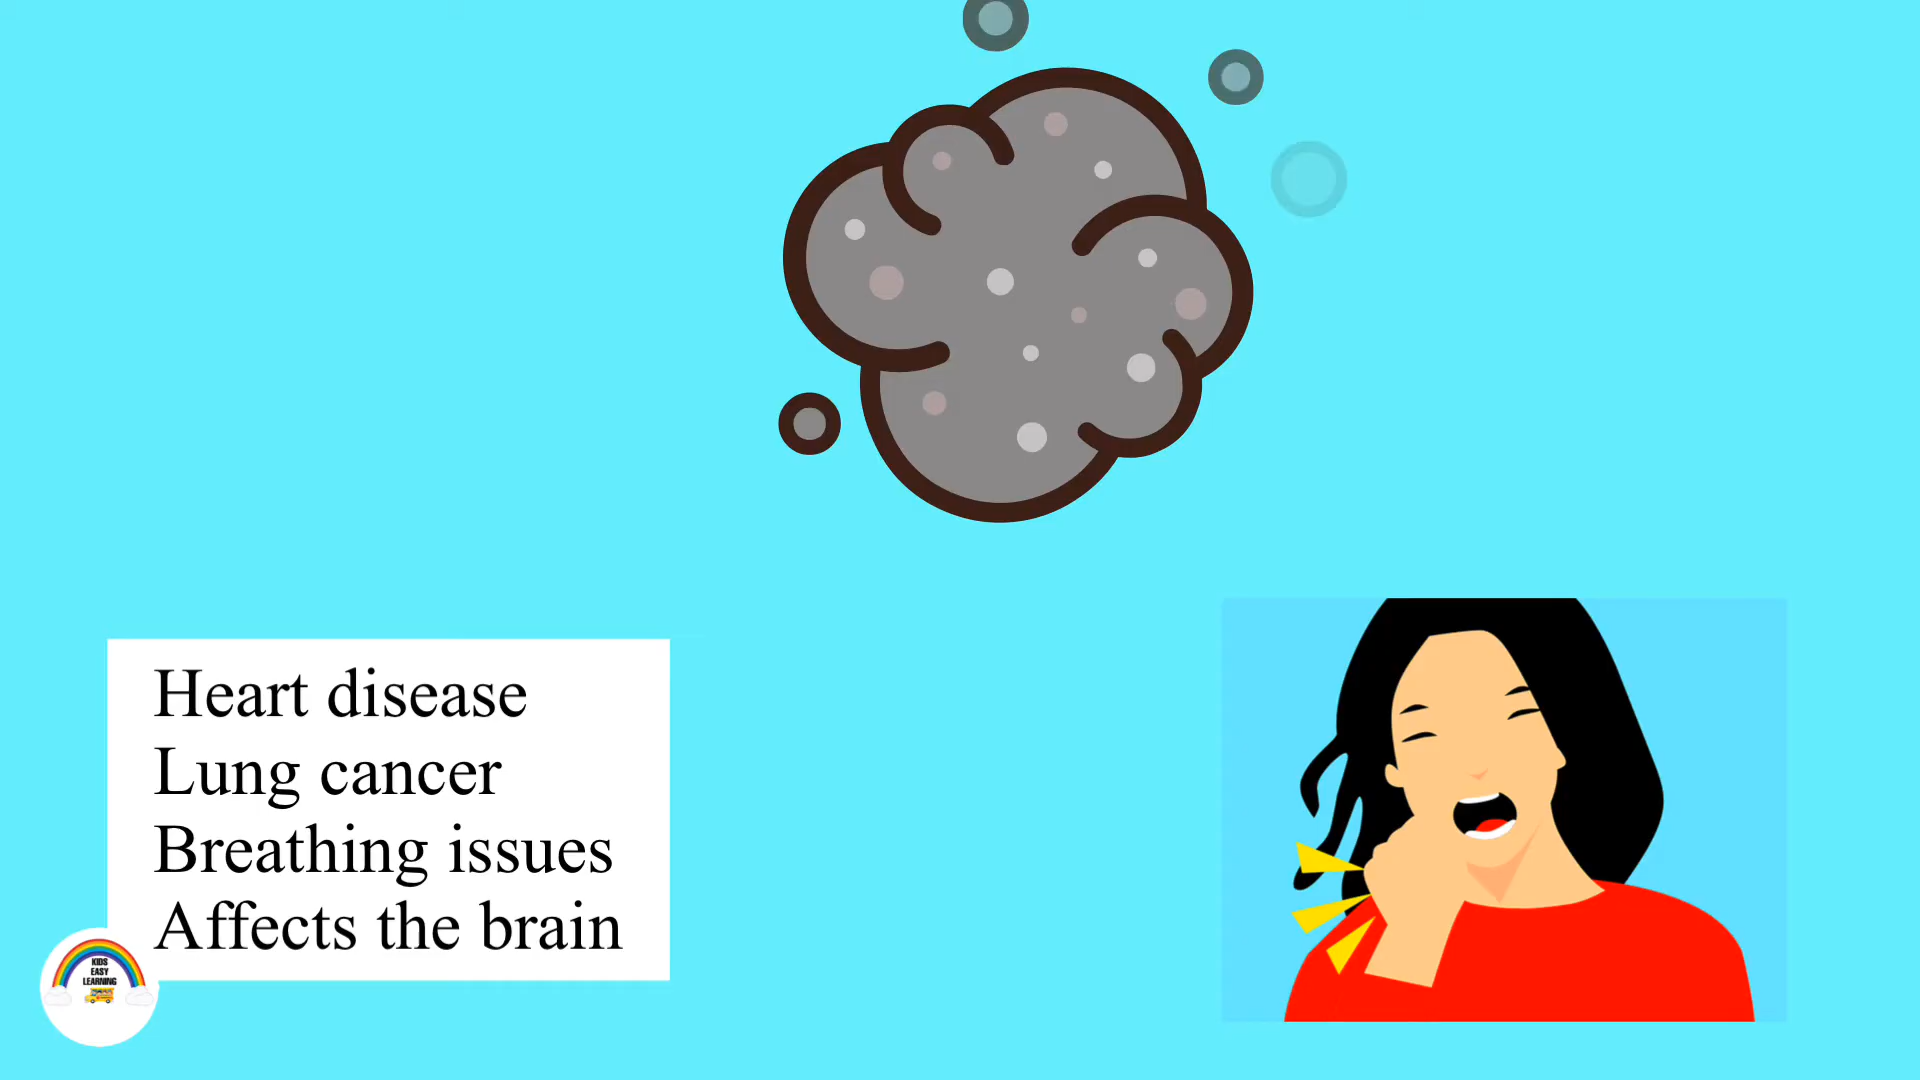 Heart disease
Lung cancer
Breathing issues
Affects the brain
KIDS
EASY
LEARNING